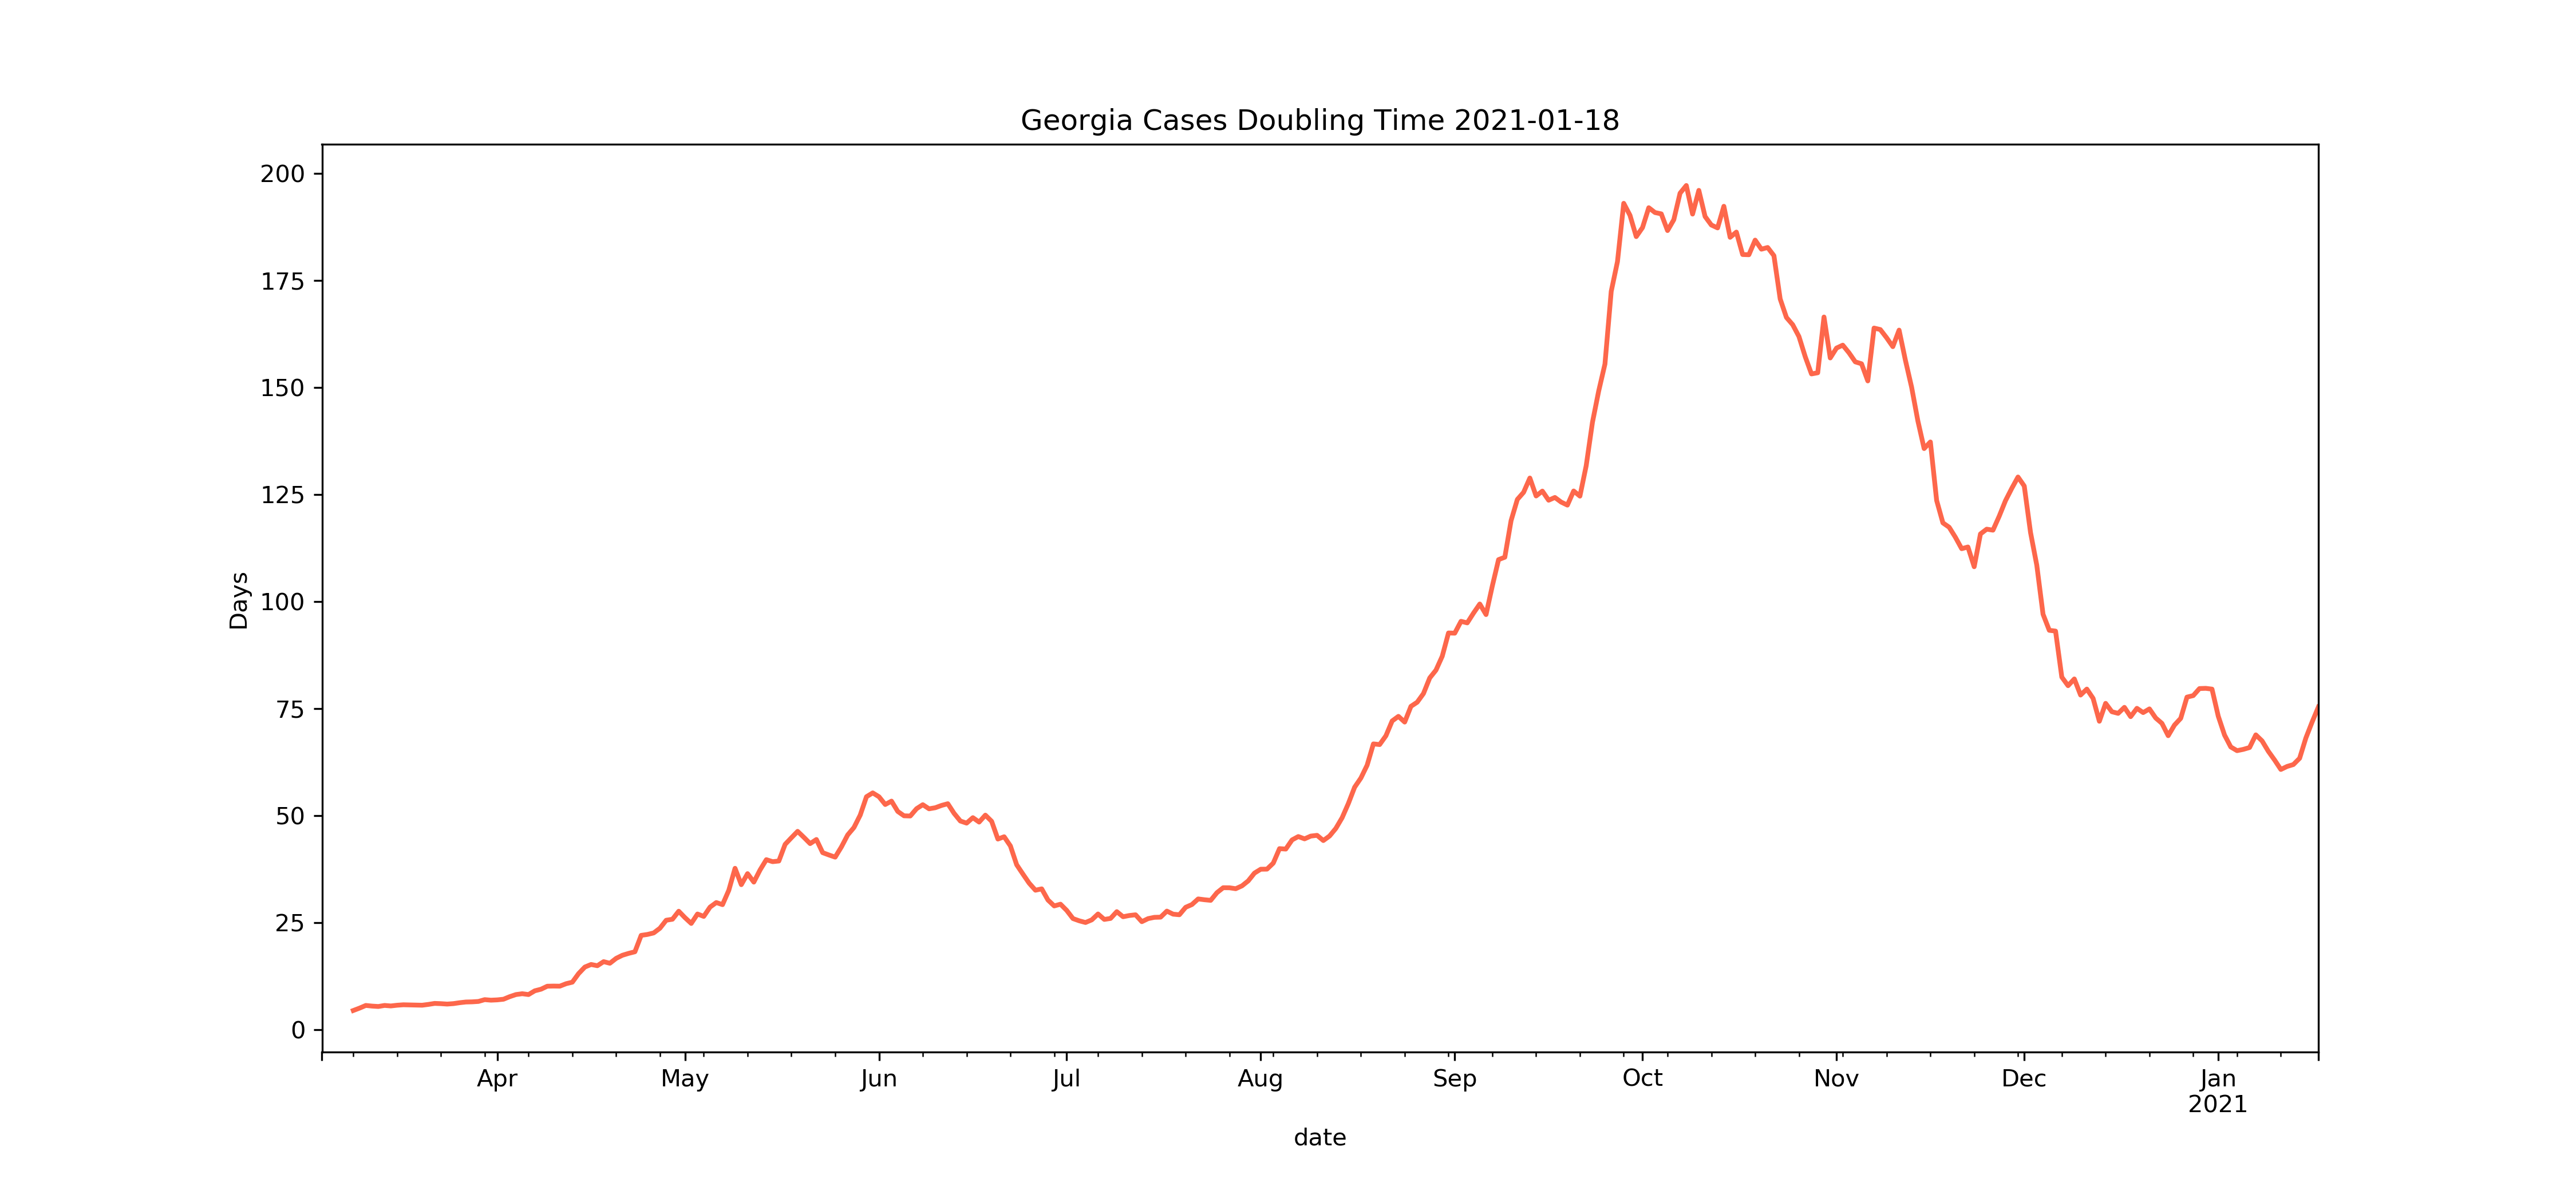 Georgia Cases Doubling Time 2021-01-18
200
175
150
125
100
75
50
25
0
Days
Apr May Jun Jul Aug Sep Oct Nov Dec Jan
2021
date